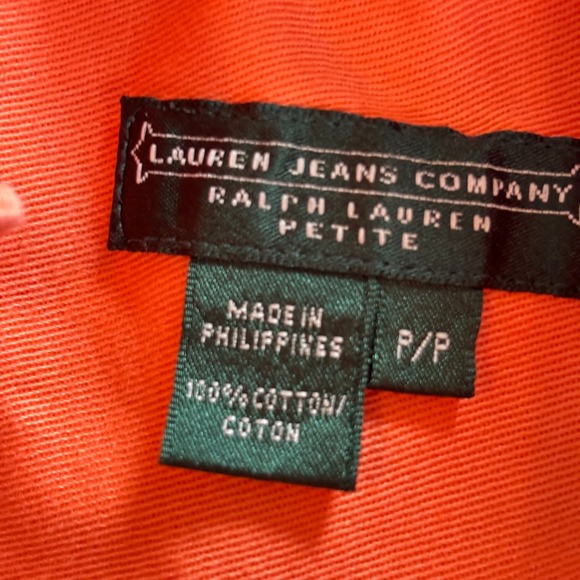 LAUREN JEANS COMPANY
RALPH LAUREN
PETITE
MADE IN
PHILIPPINES
100% COTTON/
COTON
P/P